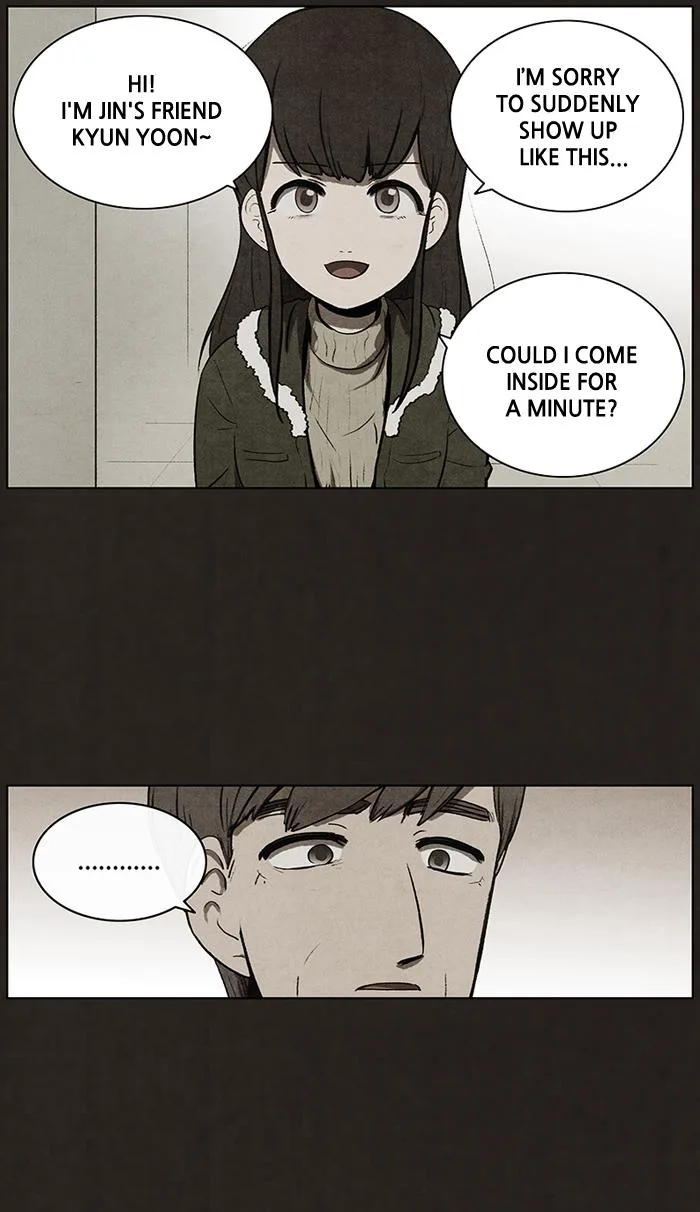 HI!
I'M JIN'S FRIEND
KYUN YOON~
I'M SORRY
TO SUDDENLY
SHOW UP
LIKE THIS...
COULD I COME
INSIDE FOR
A MINUTE?
............